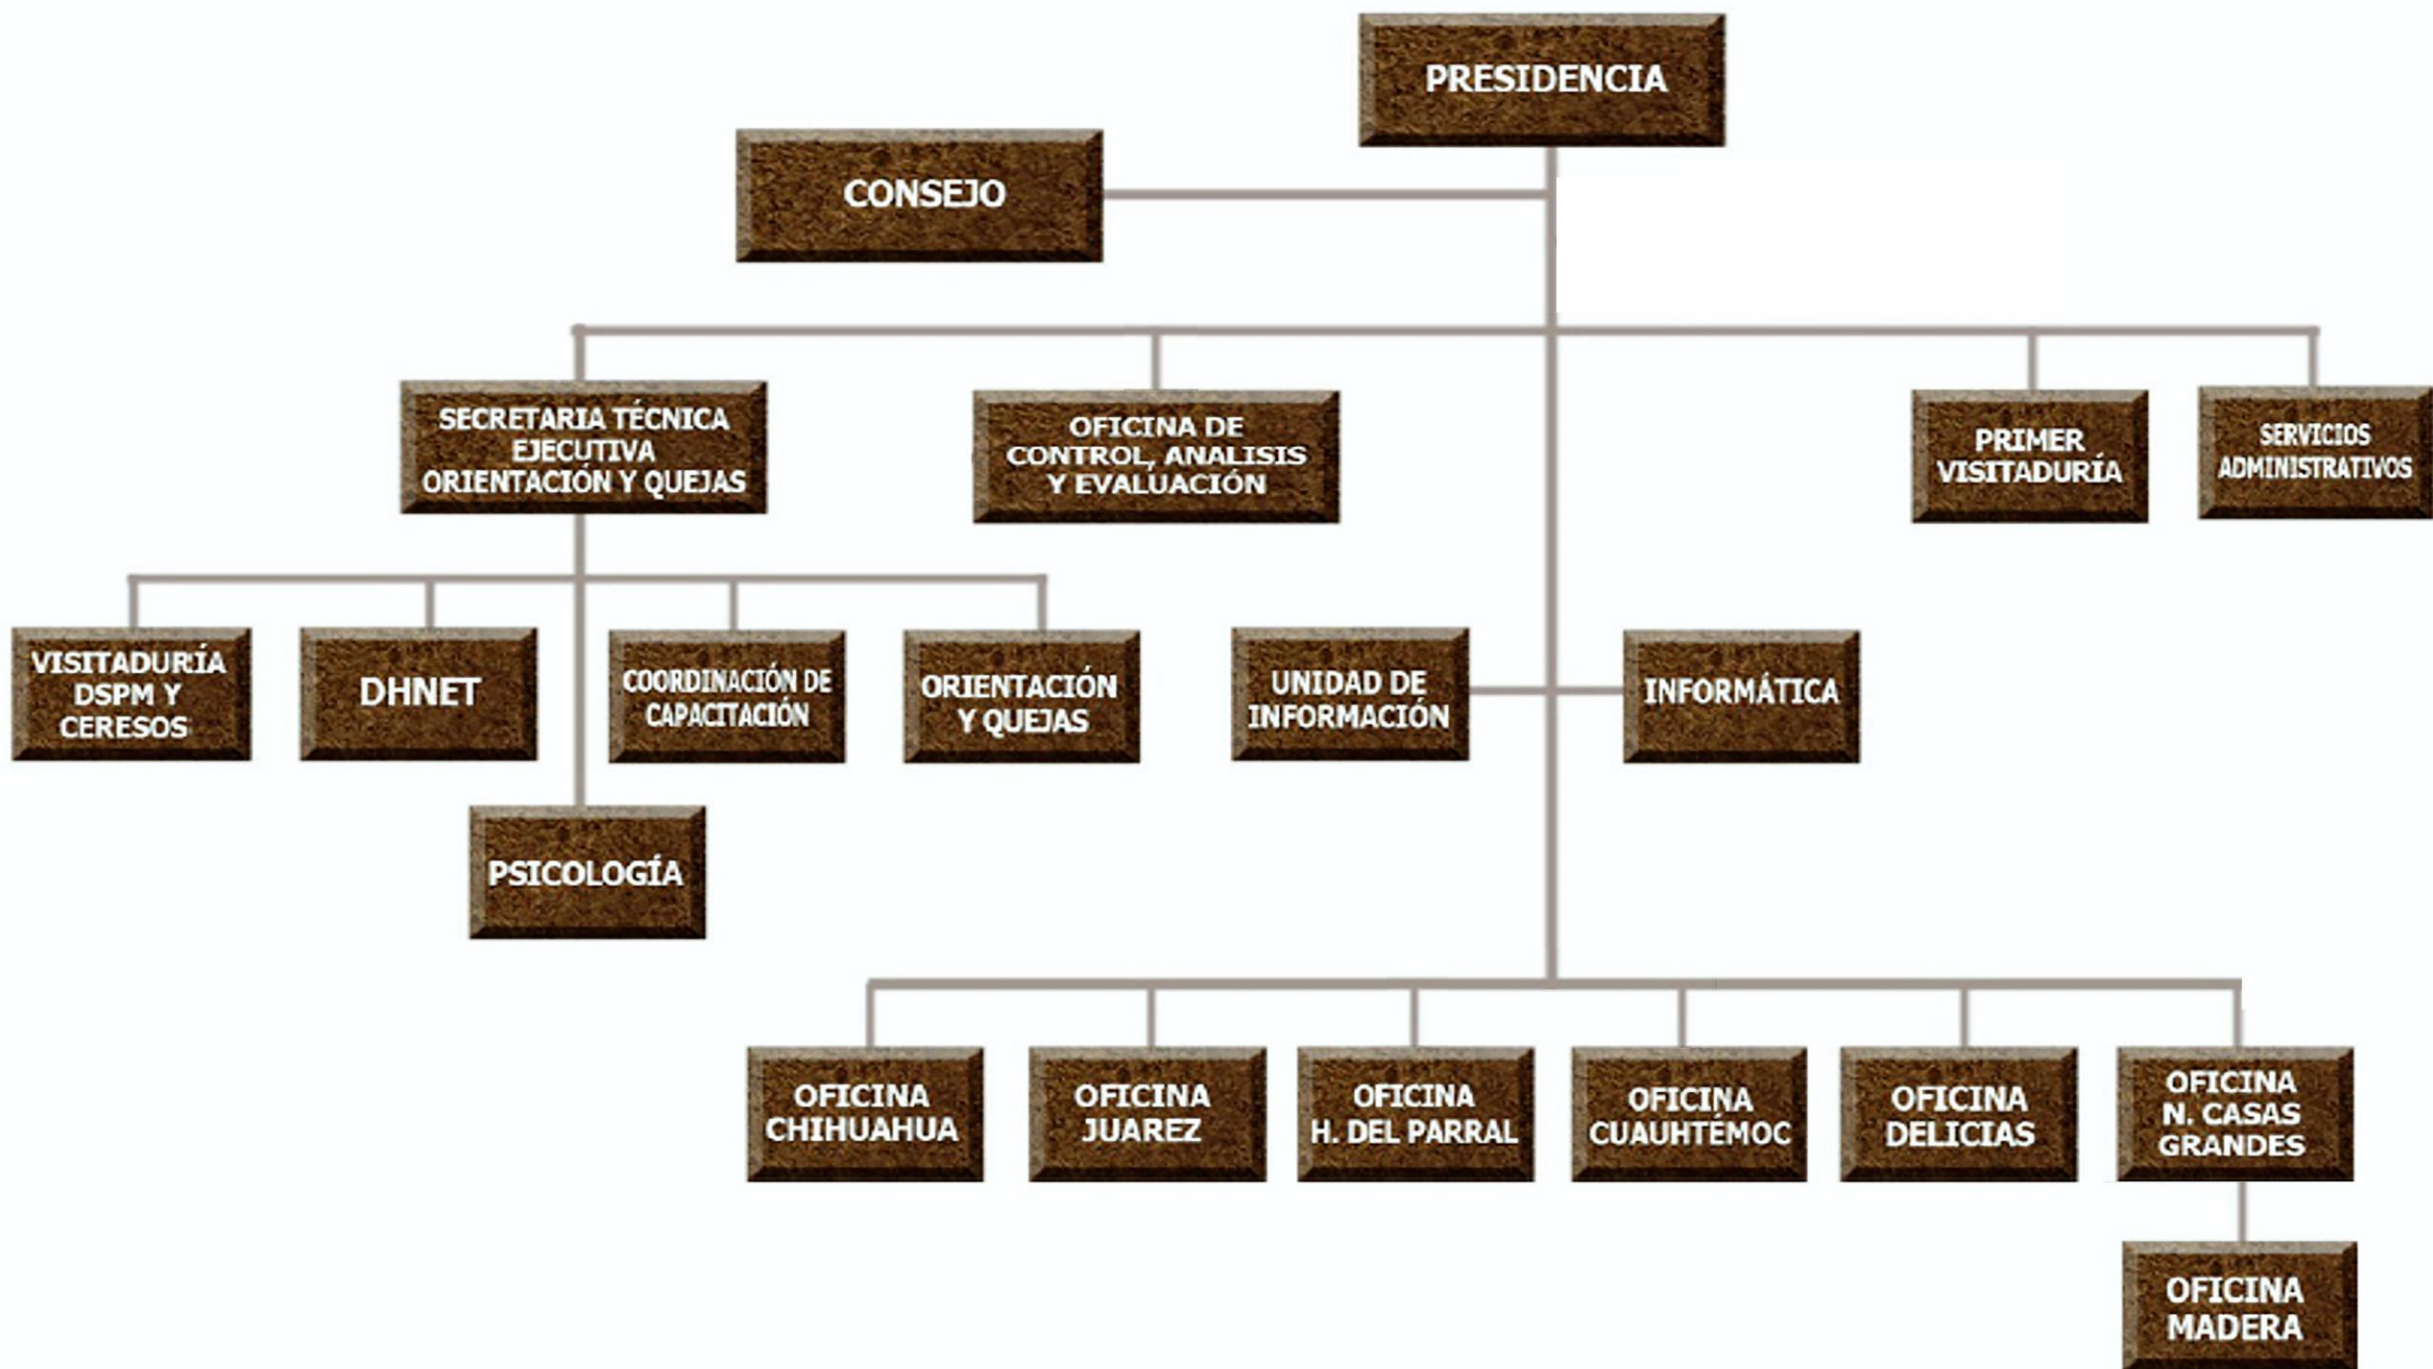 PRESIDENCIA
CONSEJO
SECRETARIA TÉCNICA
EJECUTIVA
ORIENTACIÓN Y QUEJAS
OFICINA DE
CONTROL, ANALISIS
Y EVALUACIÓN
PRIMER
VISITADURÍA
SERVICIOS
ADMINISTRATIVOS
VISITADURÍA
DSPM Y
CERESOS
DHNET
COORDINACIÓN DE
CAPACITACIÓN
ORIENTACIÓN
Y QUEJAS
UNIDAD DE
INFORMACIÓN
INFORMÁTICA
PSICOLOGÍA
OFICINA
CHIHUAHUA
OFICINA
JUAREZ
OFICINA
H. DEL PARRAL
OFICINA
CUAUHTÉMOC
OFICINA
DELICIAS
OFICINA
N. CASAS
GRANDES
OFICINA
MADERA